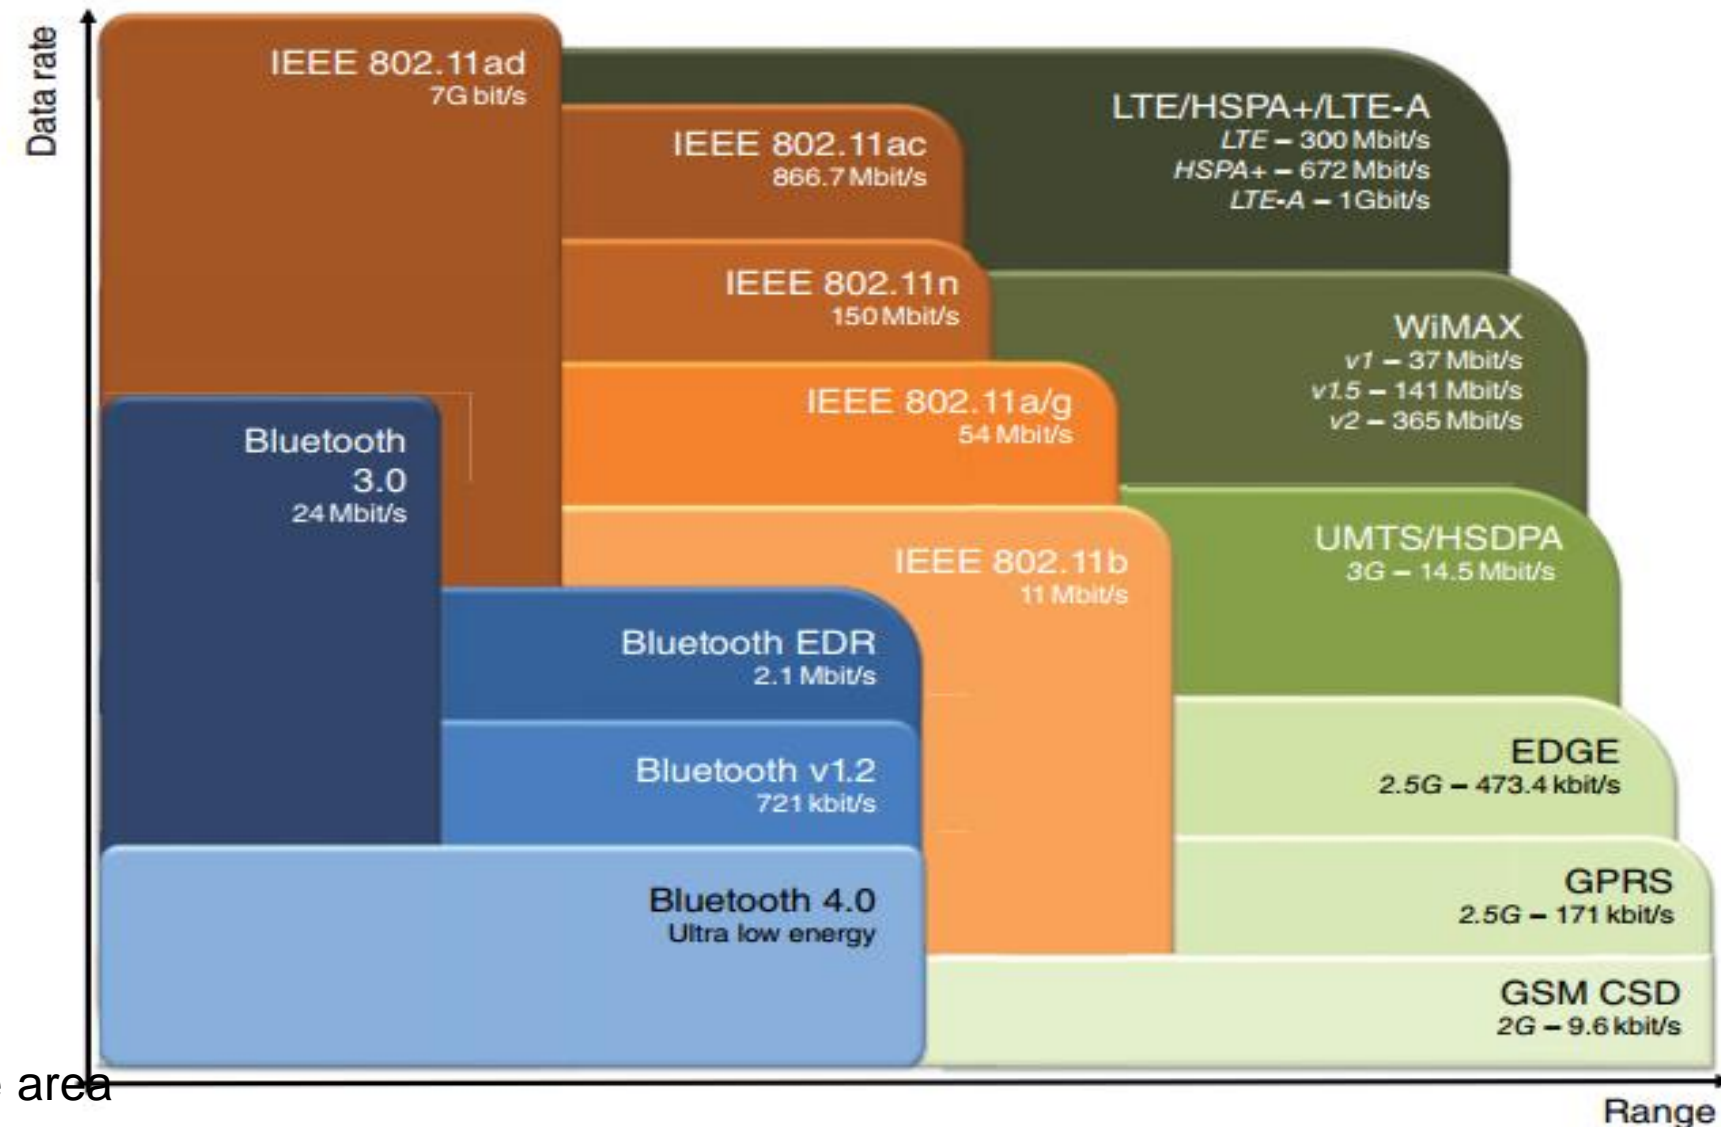 Data rate
IEEE 802.11ad
7G bit/s
LTE/HSPA+/LTE-A
LTE – 300 Mbit/s
HSPA+ – 672 Mbit/s
LTE-A – 1Gbit/s
IEEE 802.11ac
866.7 Mbit/s
IEEE 802.11n
150 Mbit/s
WiMAX
v1 – 37 Mbit/s
v1.5 – 141 Mbit/s
v2 – 365 Mbit/s
IEEE 802.11a/g
54 Mbit/s
Bluetooth
3.0
24 Mbit/s
UMTS/HSDPA
3G – 14.5 Mbit/s
IEEE 802.11b
11 Mbit/s
Bluetooth EDR
2.1 Mbit/s
EDGE
2.5G – 473.4 kbit/s
Bluetooth v1.2
721 kbit/s
GPRS
2.5G – 171 kbit/s
Bluetooth 4.0
Ultra low energy
GSM CSD
2G – 9.6 kbit/s
area
Range